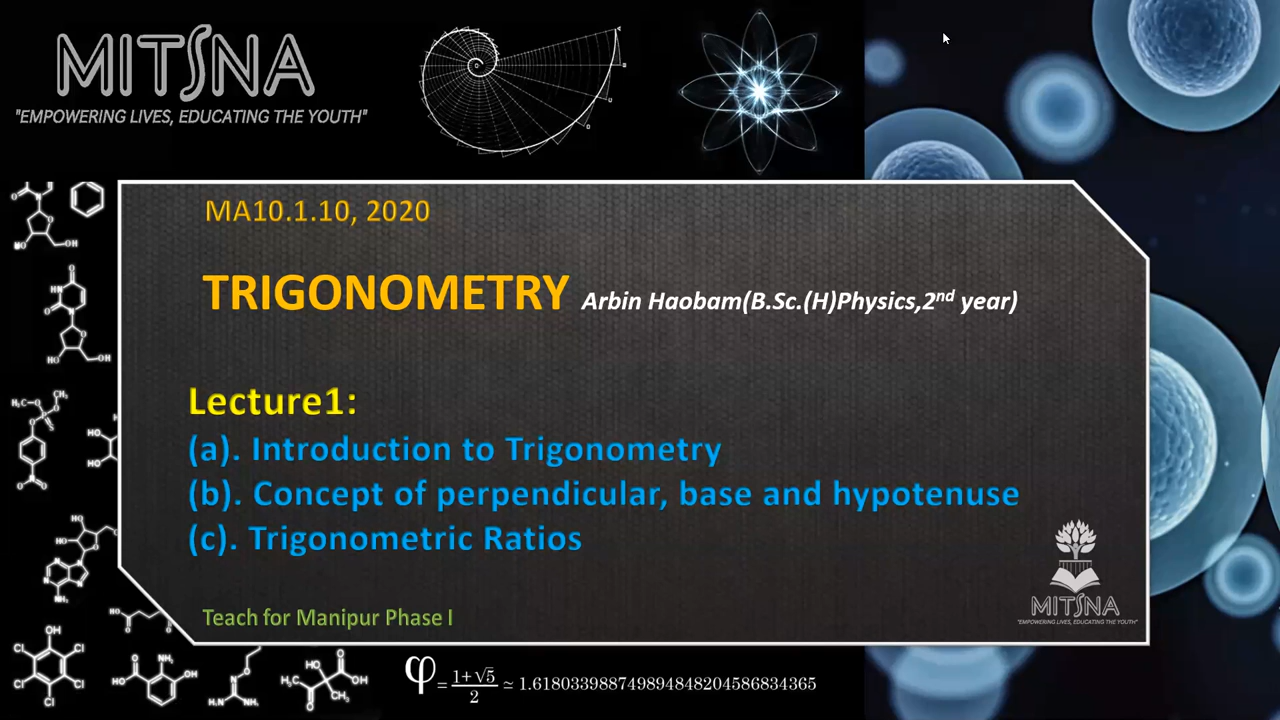 MITSNA
"EMPOWERING LIVES, EDUCATING THE YOUTH"
MA10.1.10, 2020
TRIGONOMETRY Arbin Haobam(B.Sc.(H)Physics,2nd year)
Lecture1:
(a). Introduction to Trigonometry
(b). Concept of perpendicular, base and hypotenuse
(c). Trigonometric Ratios
Teach for Manipur Phase I
MITSNA
"EMPOWERING LIVES, EDUCATING THE YOUTH"
φ = 1+√5 / 2 ≃ 1.61803398874989484820458683436​5